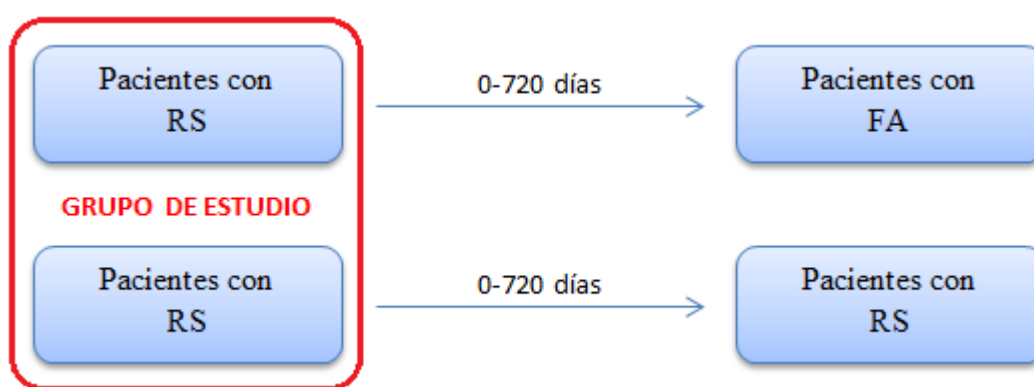 Pacientes con
RS
0-720 días
Pacientes con
FA
GRUPO DE ESTUDIO
Pacientes con
RS
0-720 días
Pacientes con
RS